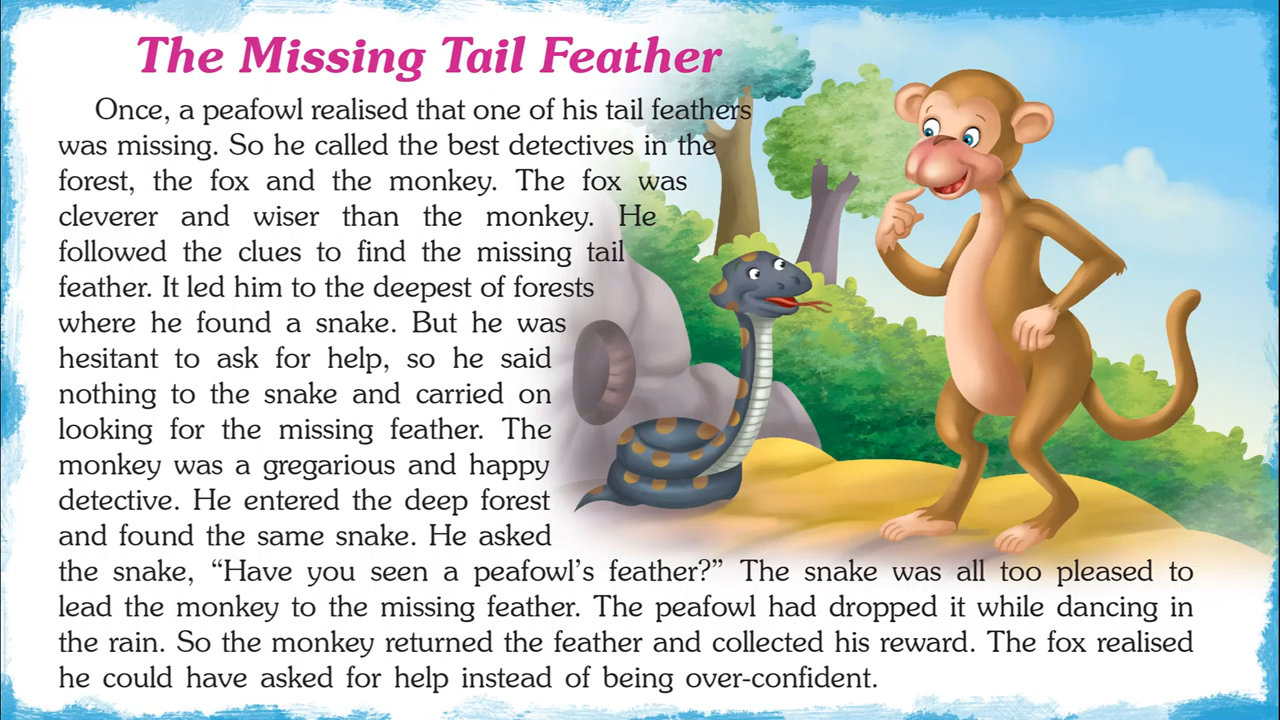 The Missing Tail Feather
Once, a peafowl realised that one of his tail feathers
was missing. So he called the best detectives in the
forest, the fox and the monkey. The fox was
cleverer and wiser than the monkey. He
followed the clues to find the missing tail
feather. It led him to the deepest of forests
where he found a snake. But he was
hesitant to ask for help, so he said
nothing to the snake and carried on
looking for the missing feather. The
monkey was a gregarious and happy
detective. He entered the deep forest
and found the same snake. He asked
the snake, “Have you seen a peafowl’s feather?” The snake was all too pleased to
lead the monkey to the missing feather. The peafowl had dropped it while dancing in
the rain. So the monkey returned the feather and collected his reward. The fox realised
he could have asked for help instead of being over-confident.